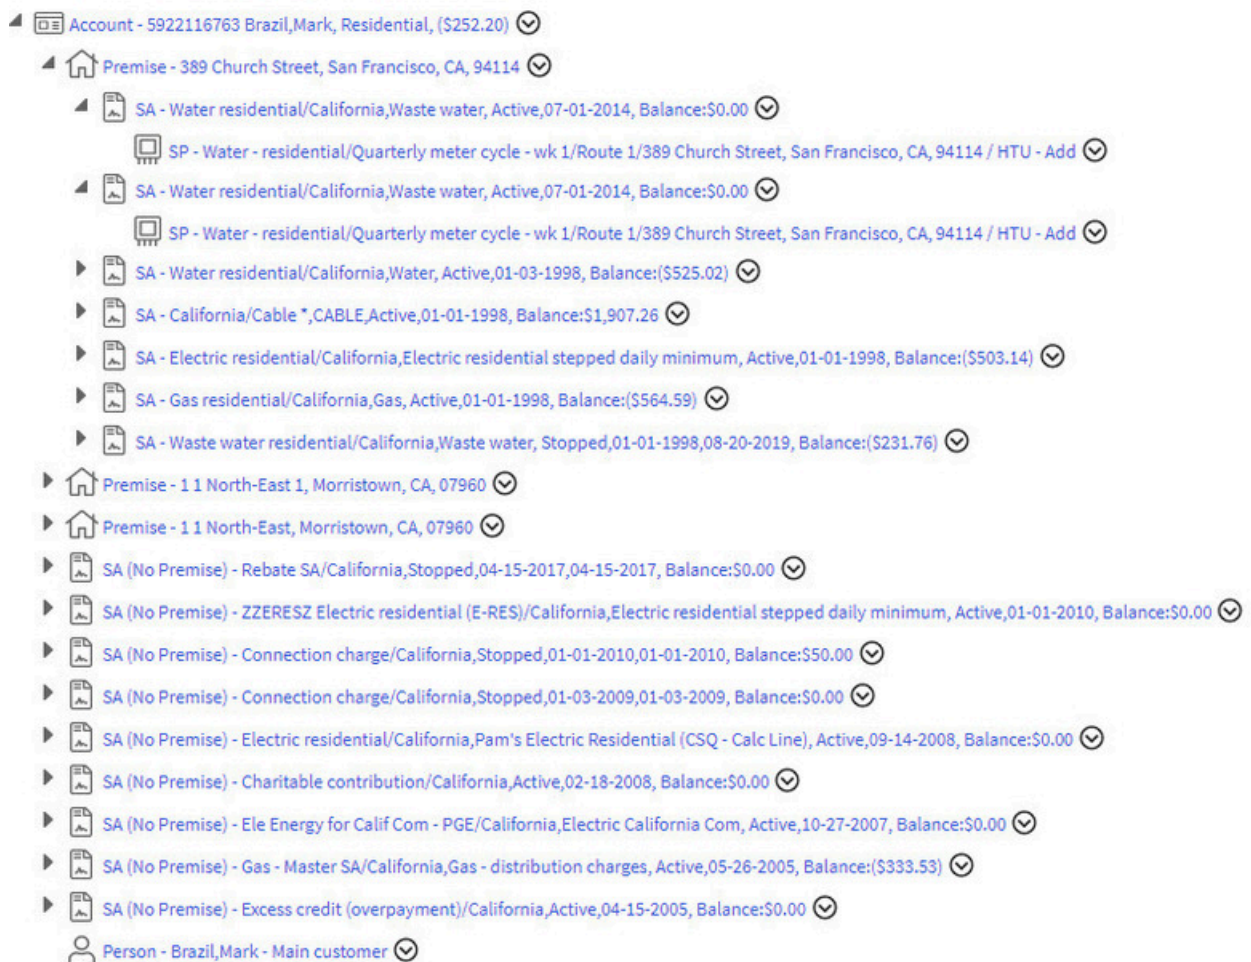 Account - 5922116763 Brazil,Mark, Residential, ($252.20)
Premise - 389 Church Street, San Francisco, CA, 94114
SA - Water residential/California,Waste water, Active,07-01-2014, Balance:$0.00
SP - Water - residential/Quarterly meter cycle - wk 1/Route 1/389 Church Street, San Francisco, CA, 94114 / HTU - Add
SA - Water residential/California,Waste water, Active,07-01-2014, Balance:$0.00
SP - Water - residential/Quarterly meter cycle - wk 1/Route 1/389 Church Street, San Francisco, CA, 94114 / HTU - Add
SA - Water residential/California,Water, Active,01-03-1998, Balance:($525.02)
SA - California/Cable *,CABLE,Active,01-01-1998, Balance:$1,907.26
SA - Electric residential/California,Electric residential stepped daily minimum, Active,01-01-1998, Balance:($503.14)
SA - Gas residential/California,Gas, Active,01-01-1998, Balance:($564.59)
SA - Waste water residential/California,Waste water, Stopped,01-01-1998,08-20-2019, Balance:($231.76)
Premise - 1 1 North-East 1, Morristown, CA, 07960
Premise - 1 1 North-East, Morristown, CA, 07960
SA (No Premise) - Rebate SA/California,Stopped,04-15-2017,04-15-2017, Balance:$0.00
SA (No Premise) - ZZERESZ Electric residential (E-RES)/California,Electric residential stepped daily minimum, Active,01-01-2010, Balance:$0.00
SA (No Premise) - Connection charge/California,Stopped,01-01-2010,01-01-2010, Balance:$50.00
SA (No Premise) - Connection charge/California,Stopped,01-03-2009,01-03-2009, Balance:$0.00
SA (No Premise) - Electric residential/California,Pam's Electric Residential (CSQ - Calc Line), Active,09-14-2008, Balance:$0.00
SA (No Premise) - Charitable contribution/California,Active,02-18-2008, Balance:$0.00
SA (No Premise) - Ele Energy for Calif Com - PGE/California,Electric California Com, Active,10-27-2007, Balance:$0.00
SA (No Premise) - Gas - Master SA/California,Gas - distribution charges, Active,05-26-2005, Balance:($333.53)
SA (No Premise) - Excess credit (overpayment)/California,Active,04-15-2005, Balance:$0.00
Person - Brazil,Mark - Main customer